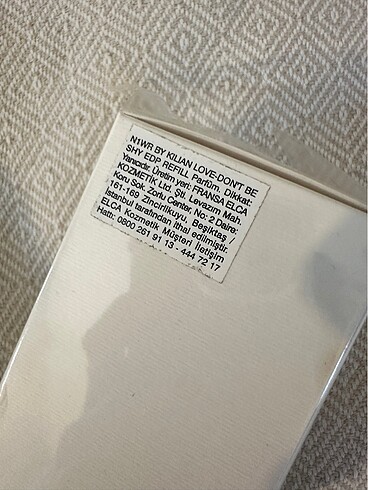 N1WR BY KILIAN LOVE-DON'T BE
SHY EDP REFILL. Parfüm. Dikkat:
Yanıcıdır. Üretim yeri: FRANSA ELCA
KOZMETİK Ltd. Şti. Levazım Mah.
Koru Sok. Zorlu Center, No: 2 Daire:
161-169 Zincirlikuyu, Beşiktaş /
İstanbul tarafından ithal edilmiştir.
ELCA Kozmetik Müşteri İletişim
Hattı: 0800 261 91 13 - 444 72 17